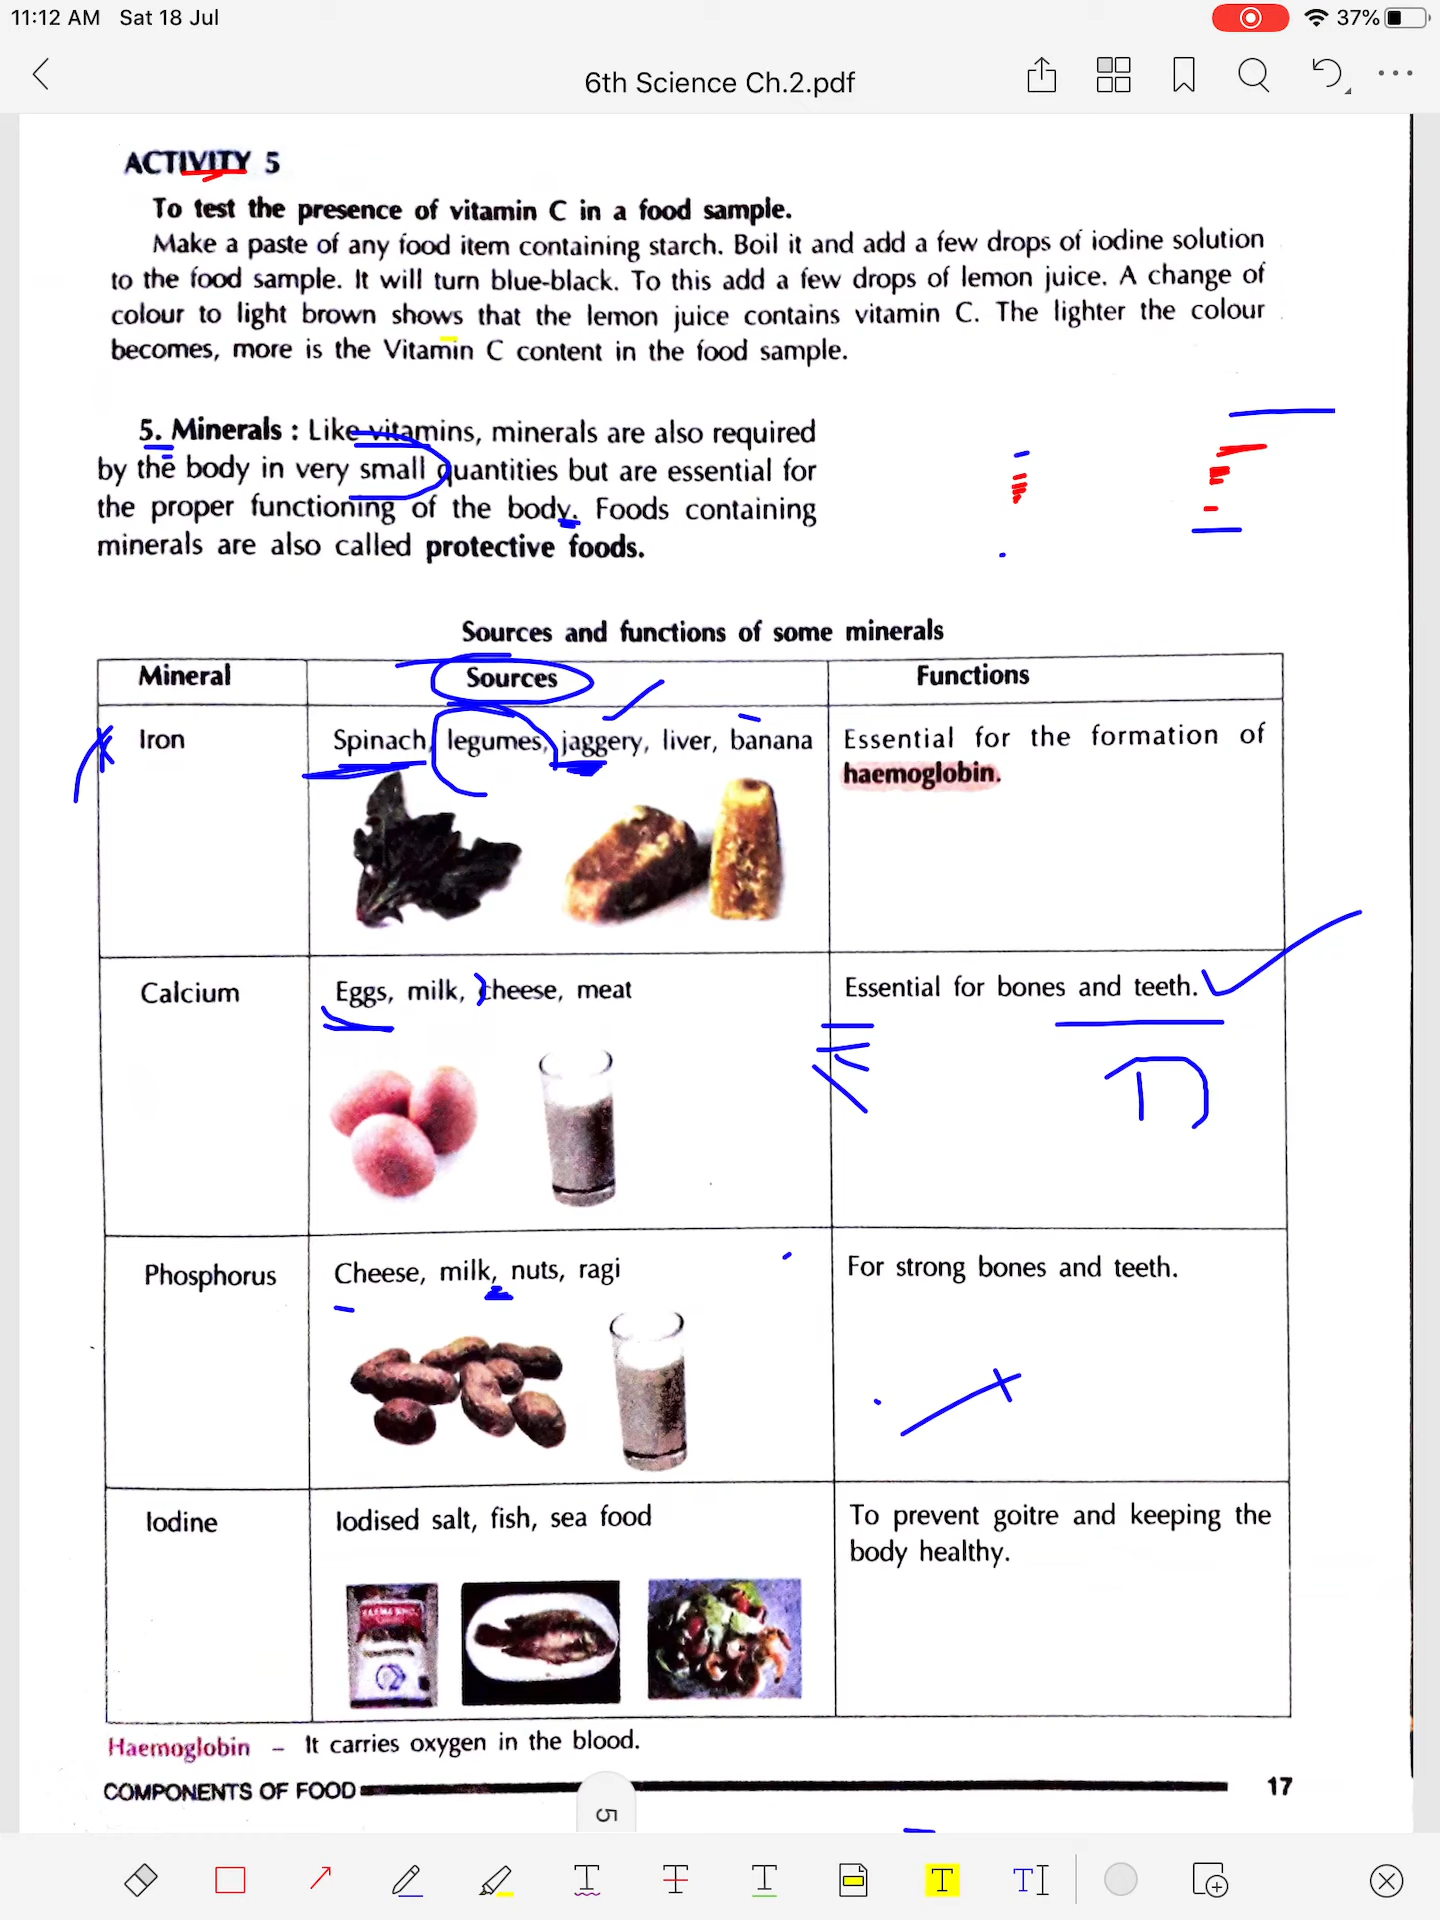 11:12 AM Sat 18 Jul
37%
6th Science Ch.2.pdf
ACTIVITY 5
To test the presence of vitamin C in a food sample.
Make a paste of any food item containing starch. Boil it and add a few drops of iodine solution
to the food sample. It will turn blue-black. To this add a few drops of lemon juice. A change of
colour to light brown shows that the lemon juice contains vitamin C. The lighter the colour
becomes, more is the Vitamin C content in the food sample.
5. Minerals : Like vitamins, minerals are also required
by the body in very small quantities but are essential for
the proper functioning of the body. Foods containing
minerals are also called protective foods.
Sources and functions of some minerals
Mineral Sources Functions
Iron Spinach, legumes, jaggery, liver, banana Essential for the formation of
haemoglobin.
Calcium Eggs, milk, cheese, meat Essential for bones and teeth.
Phosphorus Cheese, milk, nuts, ragi For strong bones and teeth.
Iodine Iodised salt, fish, sea food To prevent goitre and keeping the
body healthy.
Haemoglobin – It carries oxygen in the blood.
COMPONENTS OF FOOD 17
5